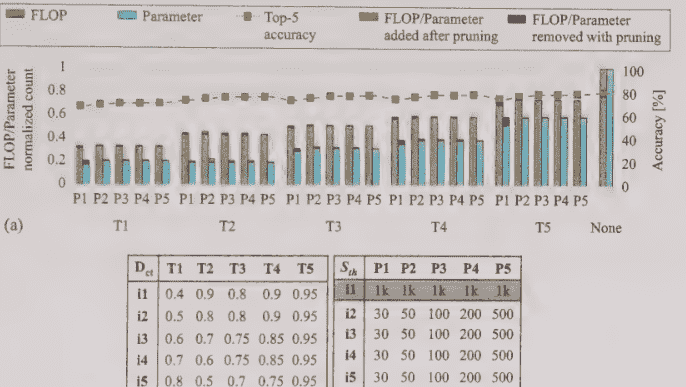 FLOP Parameter Top-5 accuracy FLOP/Parameter added after pruning FLOP/Parameter removed with pruning
FLOP/Parameter normalized count
1
0.8
0.6
0.4
0.2
0
100
80
60
40
20
0
Accuracy [%]
P1 P2 P3 P4 P5 P1 P2 P3 P4 P5 P1 P2 P3 P4 P5 P1 P2 P3 P4 P5 P1 P2 P3 P4 P5
(a) T1 T2 T3 T4 T5 None
Dct T1 T2 T3 T4 T5
i1 0.4 0.9 0.8 0.9 0.95
i2 0.5 0.8 0.8 0.9 0.95
i3 0.6 0.7 0.75 0.85 0.95
i4 0.7 0.6 0.75 0.85 0.95
i5 0.8 0.5 0.7 0.75 0.95
Sth P1 P2 P3 P4 P5
i1 1k 1k 1k 1k 1k
i2 30 50 100 200 500
i3 30 50 100 200 500
i4 30 50 100 200 500
i5 30 50 100 200 500